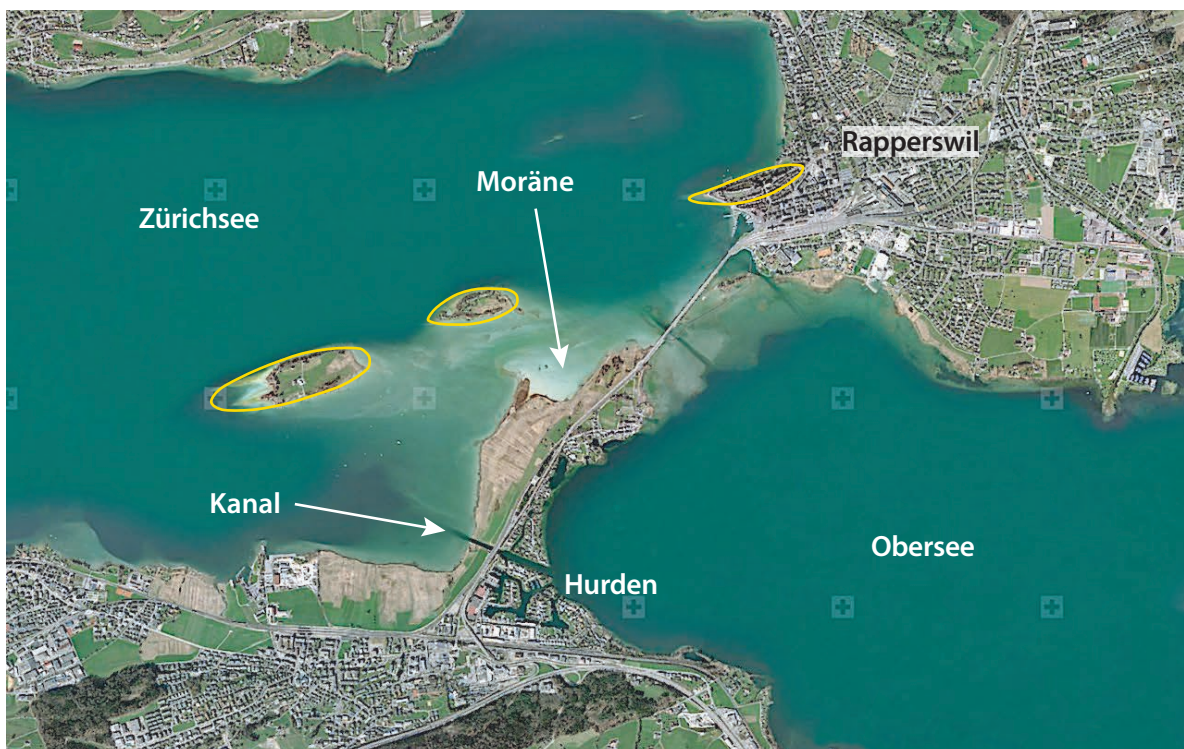 Rapperswil
Moräne
Zürichsee
Kanal
Obersee
Hurden